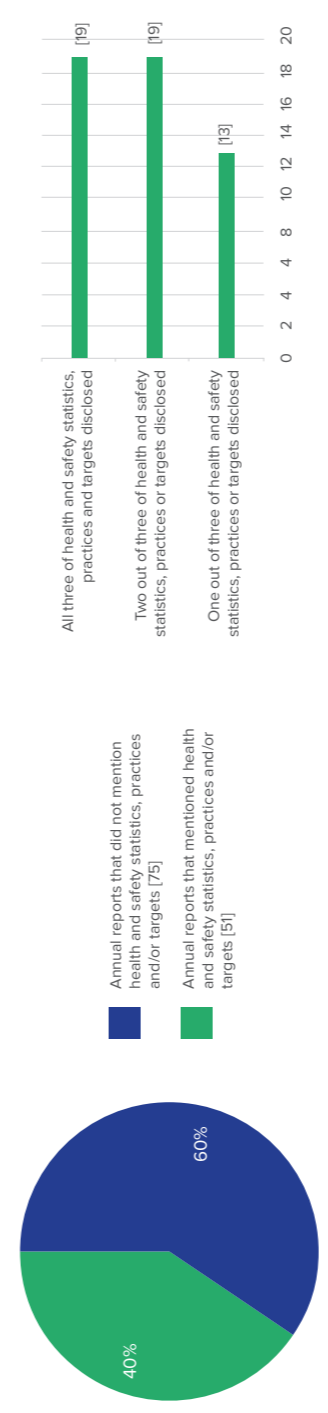 40%
60%
Annual reports that did not mention
health and safety statistics, practices
and/or targets [75]
Annual reports that mentioned health
and safety statistics, practices and/or
targets [51]
All three of health and safety statistics,
practices and targets disclosed
[19]
Two out of three of health and safety
statistics, practices or targets disclosed
[19]
One out of three of health and safety
statistics, practices or targets disclosed
[13]
0
2
4
4
8
10
12
14
16
18
20